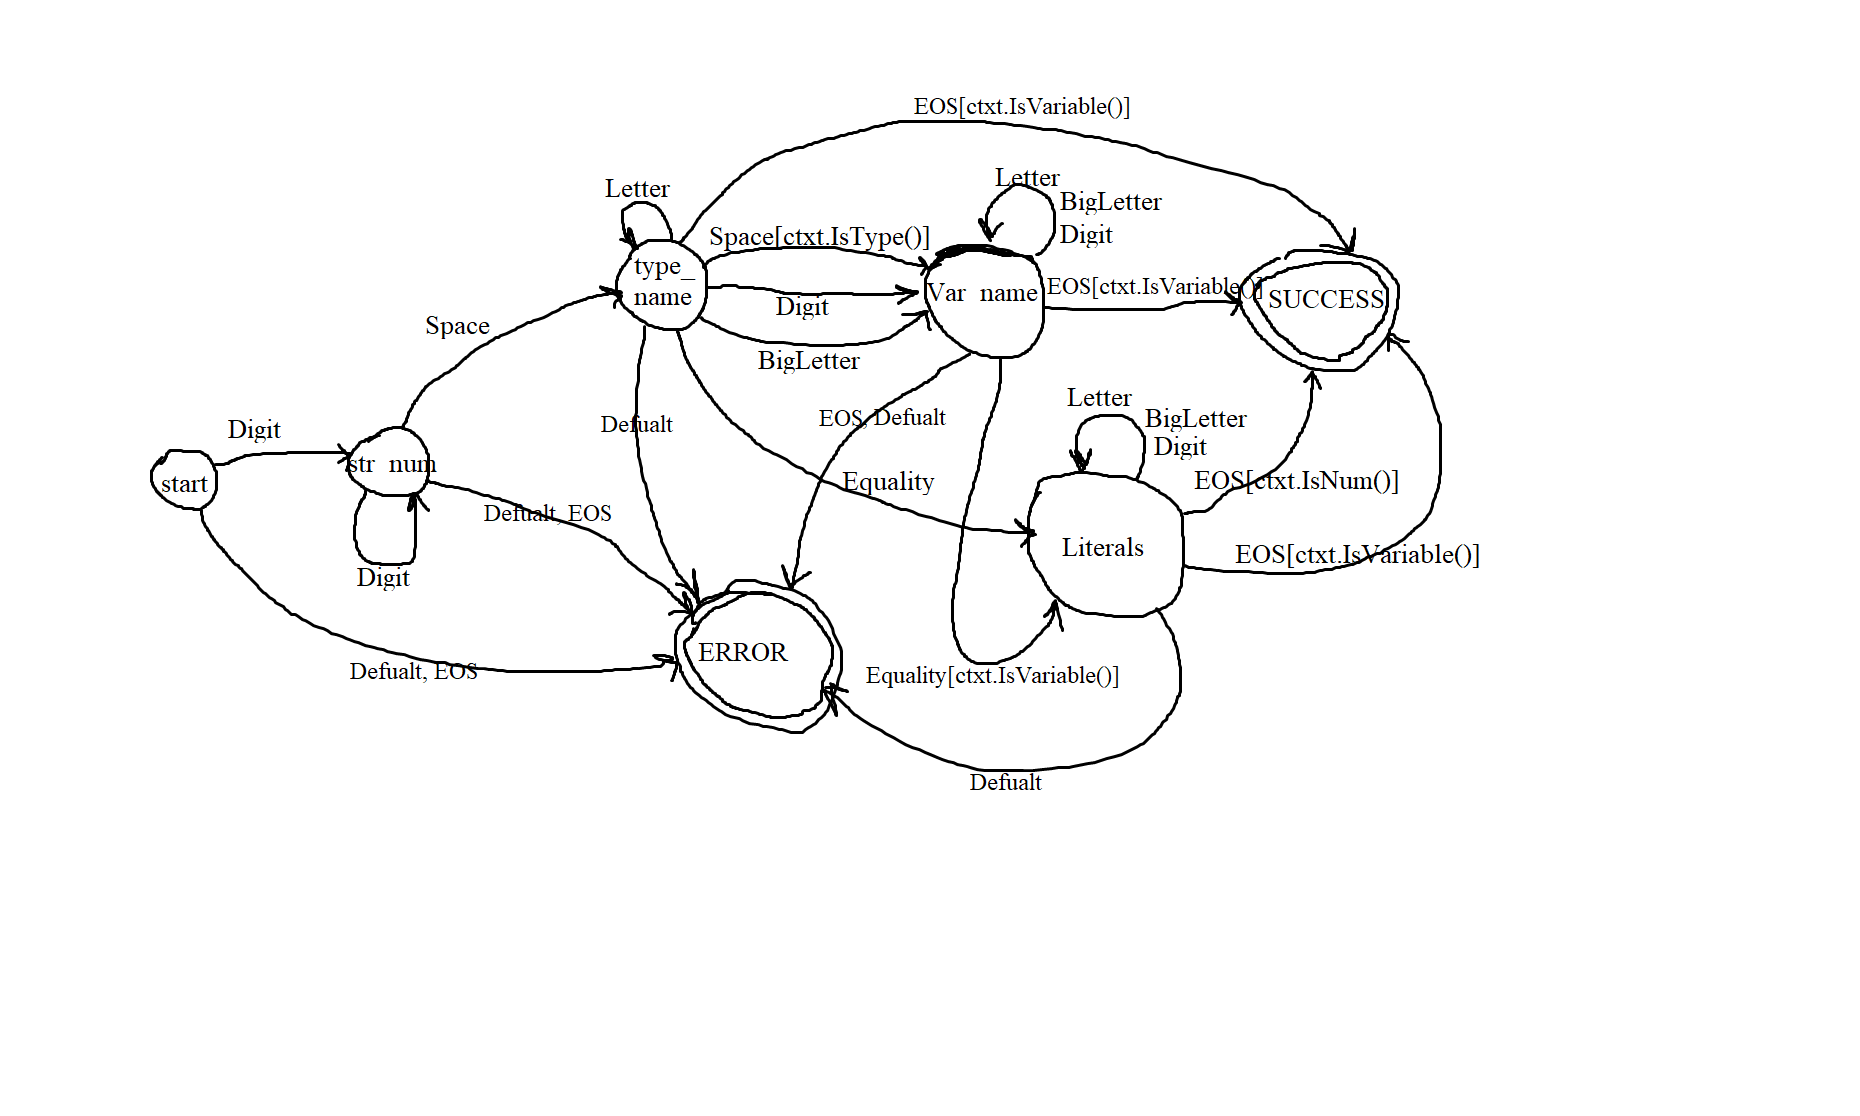 EOS[ctxt.IsVariable()]
Letter
Letter
BigLetter
Digit
Space[ctxt.IsType()]
type_
name
Digit
BigLetter
Var name
EOS[ctxt.IsVariable()]
SUCCESS
Space
Defualt
EOS, Defualt
Letter
BigLetter
Digit
Digit
start
str num
Defualt, EOS
Digit
Equality
EOS[ctxt.IsNum()]
Literals
EOS[ctxt.IsVariable()]
ERROR
Defualt, EOS
Equality[ctxt.IsVariable()]
Defualt